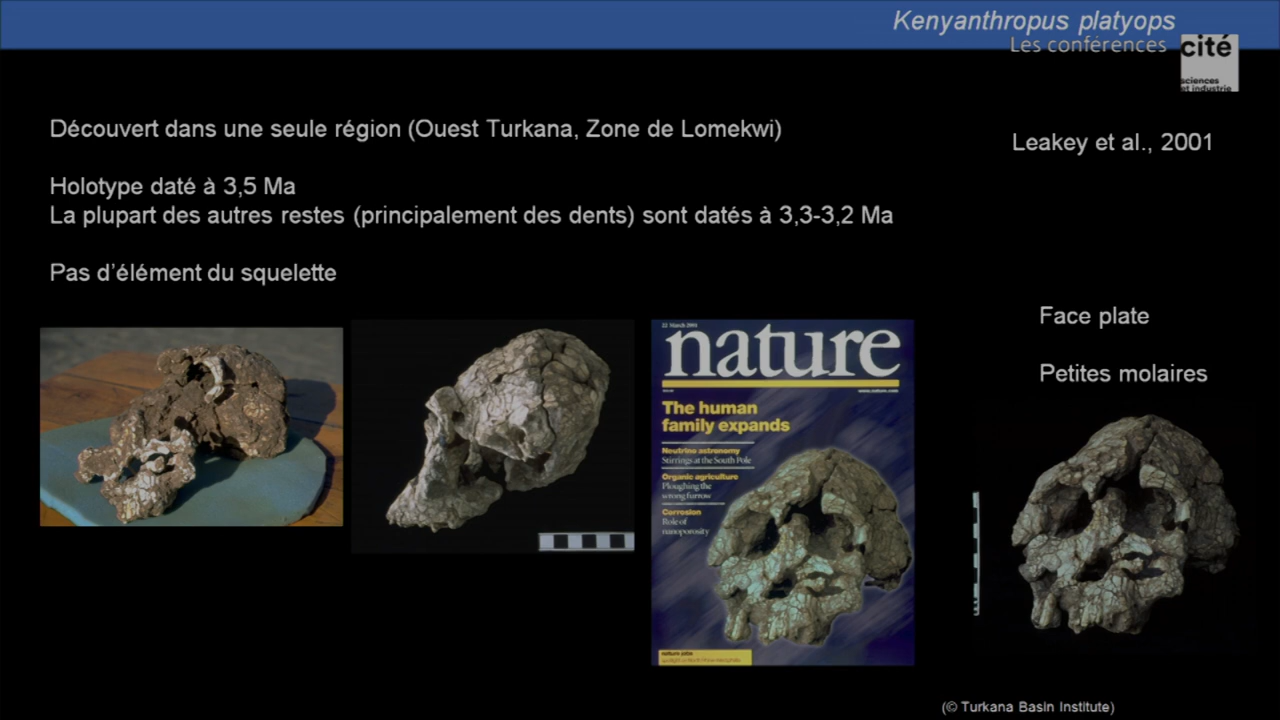 Kenyanthropus platyops
Les conférences
cité
sciences
et industrie
Découvert dans une seule région (Ouest Turkana, Zone de Lomekwi)
Leakey et al., 2001
Holotype daté à 3,5 Ma
La plupart des autres restes (principalement des dents) sont datés à 3,3-3,2 Ma
Pas d'élément du squelette
Face plate
Petites molaires
22 March 2001
nature
www.nature.com
The human
family expands
Neutrino astronomy
Stirrings at the South Pole
Organic agriculture
Ploughing the
wrong furrow
Corrosion
Role of
nanoporosity
nature jobs
(© Turkana Basin Institute)